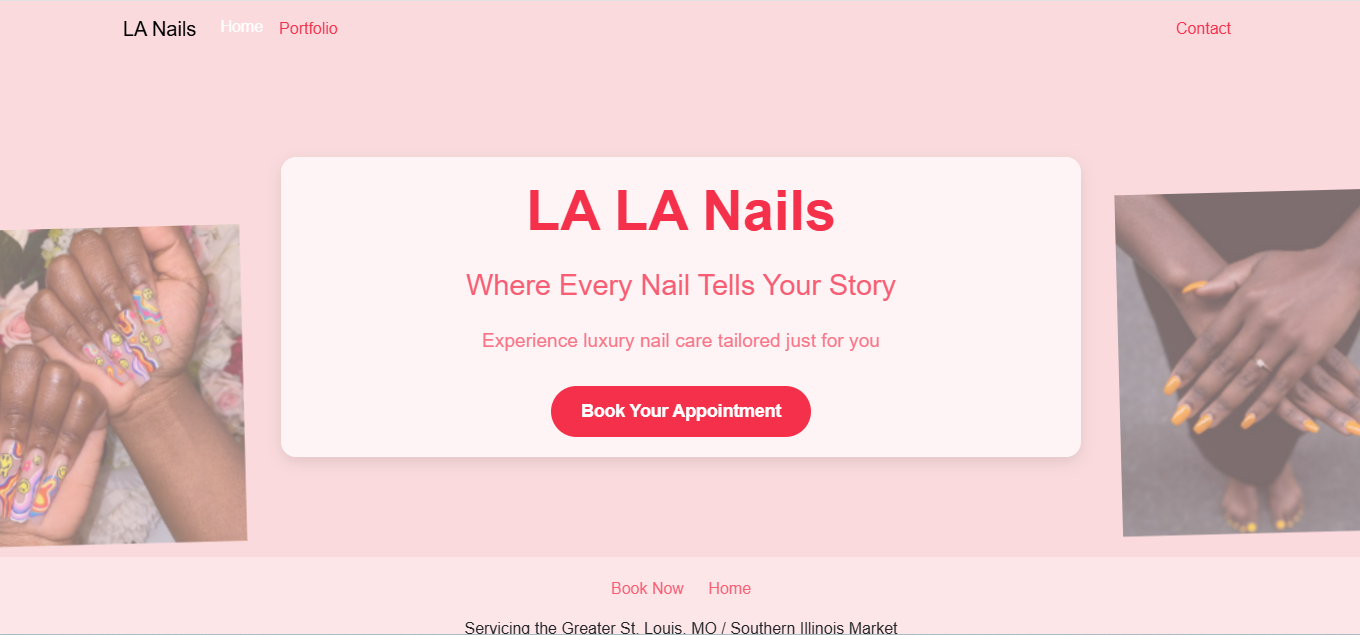 LA Nails Home Portfolio Contact
LA LA Nails
Where Every Nail Tells Your Story
Experience luxury nail care tailored just for you
Book Your Appointment
Book Now Home
Servicing the Greater St. Louis, MO / Southern Illinois Market